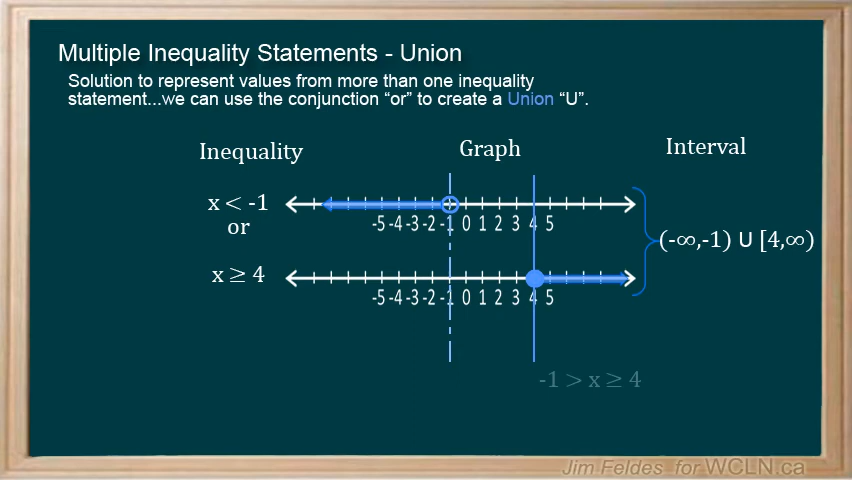 Multiple Inequality Statements - Union
Solution to represent values from more than one inequality
statement...we can use the conjunction “or” to create a Union “U”.
Inequality
Graph
Interval
x < -1
or
-5 -4 -3 -2 -1 0 1 2 3 4 5
(-∞,-1) ∪ [4,∞)
x ≥ 4
-5 -4 -3 -2 -1 0 1 2 3 4 5
-1 > x ≥ 4
Jim Feldes for WCLN.ca